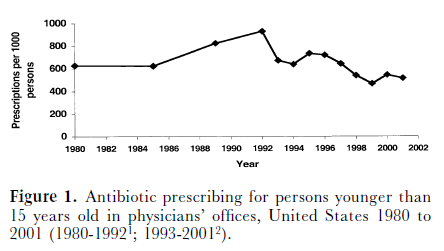 1000
800
600
400
200
0
Prescriptions per 1000
persons
1980 1982 1984 1986 1988 1990 1992 1994 1996 1998 2000 2002
Year
Figure 1. Antibiotic prescribing for persons younger than
15 years old in physicians’ offices, United States 1980 to
2001 (1980-1992¹; 1993-2001²).